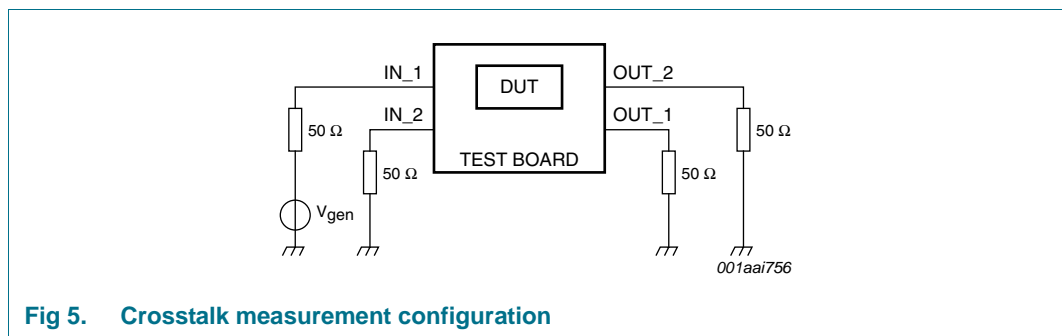 IN_1
OUT_2
DUT
IN_2
OUT_1
50 Ω
50 Ω
TEST BOARD
50 Ω
50 Ω
Vgen
001aai756
Fig 5. Crosstalk measurement configuration